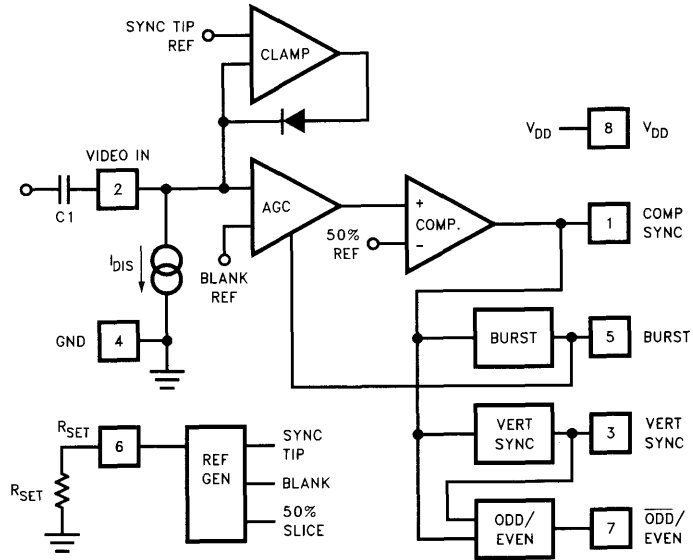 SYNC TIP
REF
CLAMP
V_DD
8
V_DD
VIDEO IN
2
C1
AGC
+
COMP.
-
50%
REF
1
COMP
SYNC
I_DIS
BLANK
REF
GND
4
BURST
5
BURST
R_SET
6
REF
GEN
SYNC
TIP
BLANK
50%
SLICE
R_SET
VERT
SYNC
3
VERT
SYNC
ODD/
EVEN
7
O̅D̅D̅/
EVEN